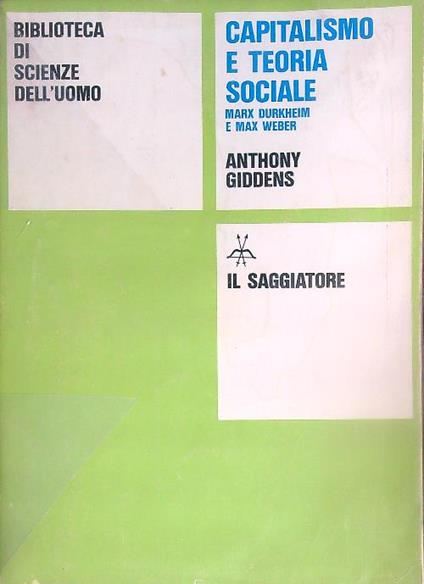 BIBLIOTECA
DI
SCIENZE
DELL'UOMO
CAPITALISMO
E TEORIA
SOCIALE
MARX DURKHEIM
E MAX WEBER
ANTHONY
GIDDENS
IL SAGGIATORE